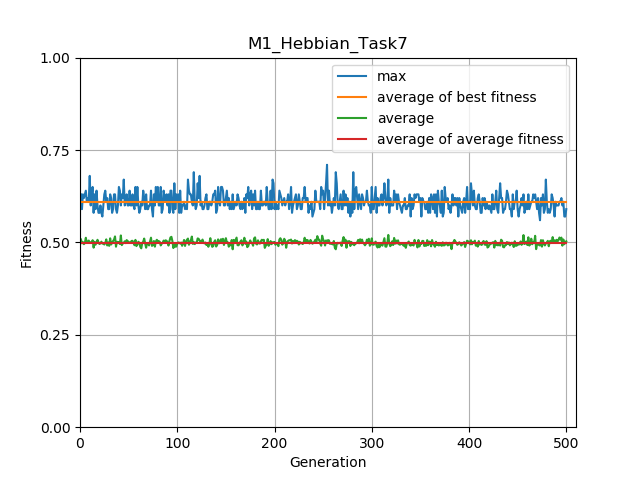 M1_Hebbian_Task7
1.00
0.75
0.50
0.25
0.00
Fitness
max
average of best fitness
average
average of average fitness
0 100 200 300 400 500
Generation